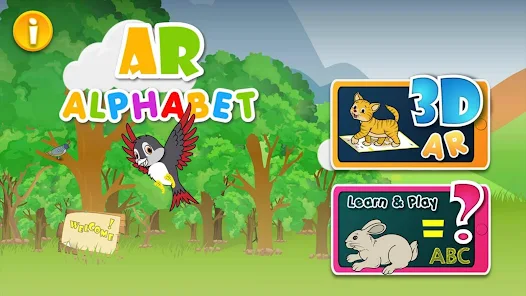 i
AR
ALPHABET
! WELCOME
3D
AR
Learn & Play
= ?
ABC